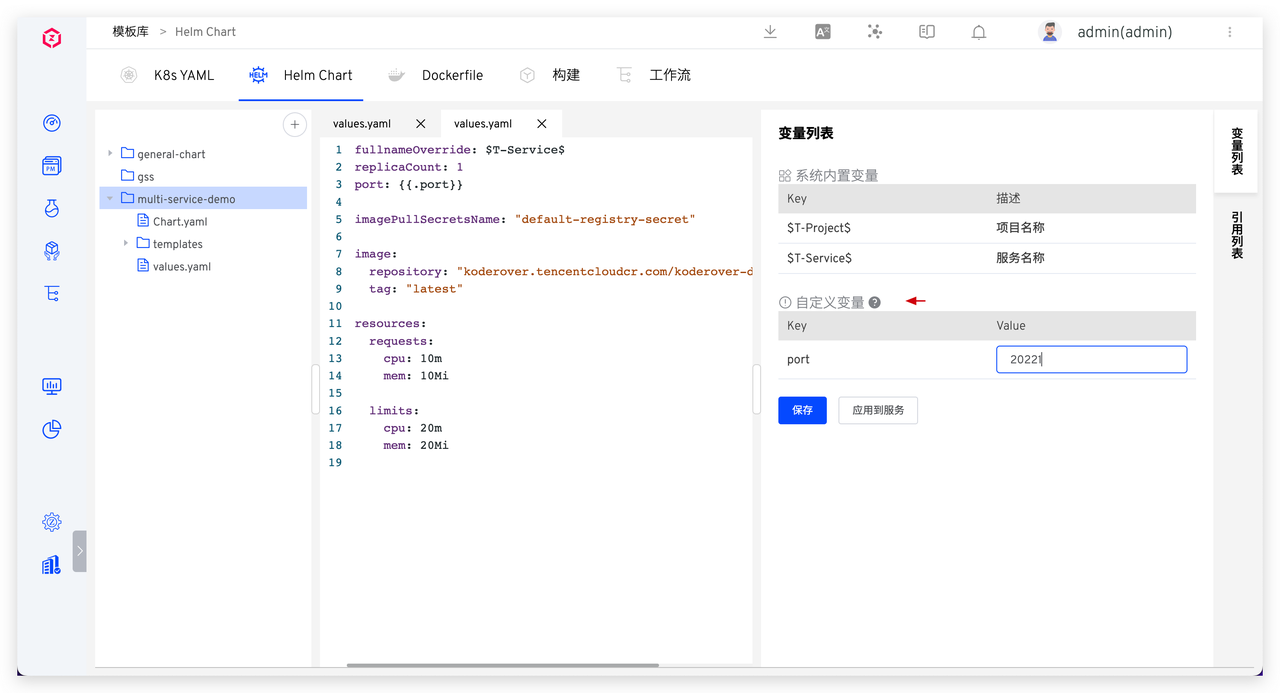 模板库 > Helm Chart
admin(admin)
K8s YAML
Helm Chart
Dockerfile
构建
工作流
general-chart
gss
multi-service-demo
Chart.yaml
templates
values.yaml
values.yaml
values.yaml
1 fullnameOverride: $T-Service$
2 replicaCount: 1
3 port: {{.port}}
4
5 imagePullSecretsName: "default-registry-secret"
6
7 image:
8 repository: "koderover.tencentcloudcr.com/koderover-d
9 tag: "latest"
10
11 resources:
12 requests:
13 cpu: 10m
14 mem: 10Mi
15
16 limits:
17 cpu: 20m
18 mem: 20Mi
19
变量列表
系统内置变量
Key 描述
$T-Project$ 项目名称
$T-Service$ 服务名称
自定义变量
Key Value
port 20221
保存 应用到服务
变量列表
引用列表